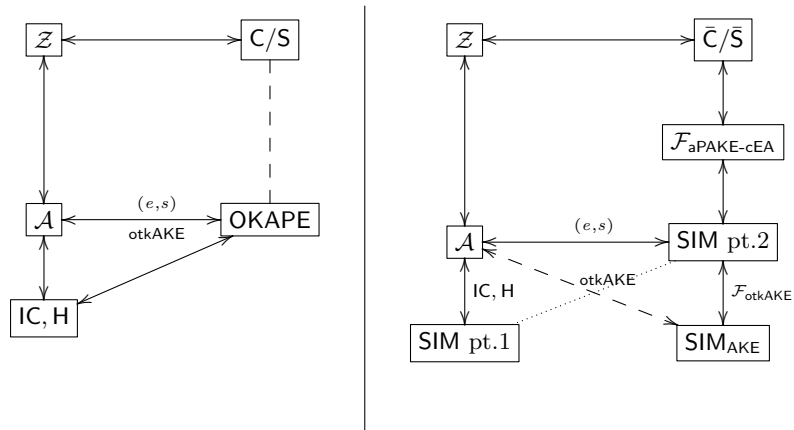 𝒵
C/S
(e,s)
𝒜
otkAKE
OKAPE
IC, H
𝒵
C̄/S̄
ℱaPAKE-cEA
(e,s)
𝒜
SIM pt.2
IC, H
otkAKE
ℱotkAKE
SIM pt.1
SIMAKE